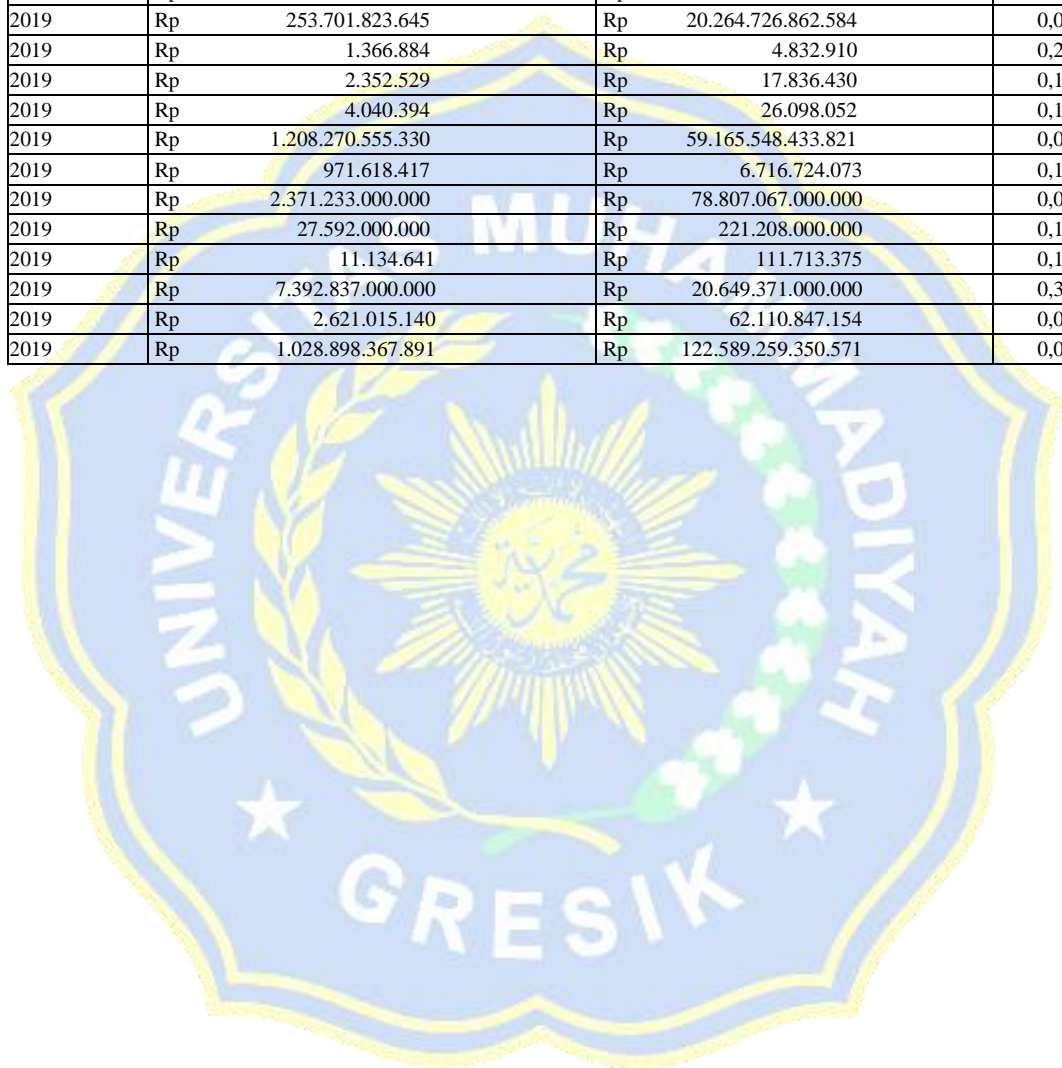 2019 Rp 253.701.823.645 Rp 20.264.726.862.584 0,0
2019 Rp 1.366.884 Rp 4.832.910 0,2
2019 Rp 2.352.529 Rp 17.836.430 0,1
2019 Rp 4.040.394 Rp 26.098.052 0,1
2019 Rp 1.208.270.555.330 Rp 59.165.548.433.821 0,0
2019 Rp 971.618.417 Rp 6.716.724.073 0,1
2019 Rp 2.371.233.000.000 Rp 78.807.067.000.000 0,0
2019 Rp 27.592.000.000 Rp 221.208.000.000 0,1
2019 Rp 11.134.641 Rp 111.713.375 0,1
2019 Rp 7.392.837.000.000 Rp 20.649.371.000.000 0,3
2019 Rp 2.621.015.140 Rp 62.110.847.154 0,0
2019 Rp 1.028.898.367.891 Rp 122.589.259.350.571 0,0
UNIVERSITAS MUHAMMADIYAH
GRESIK